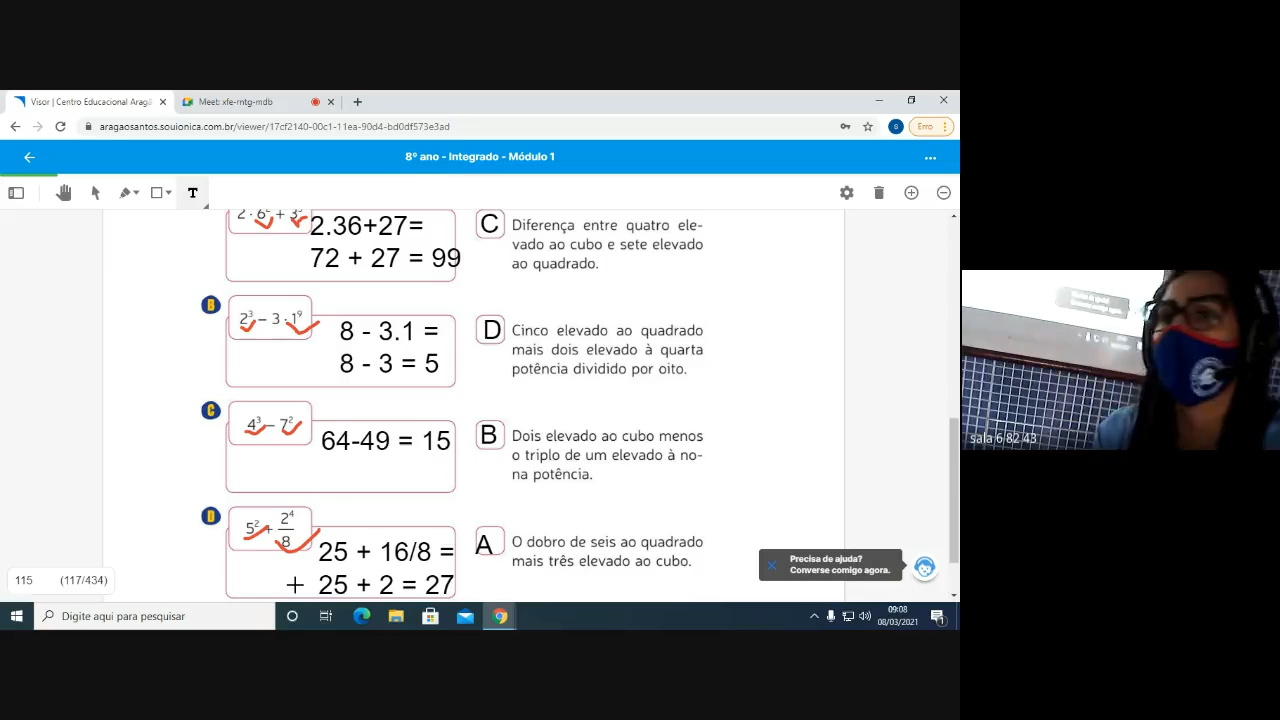 Visor | Centro Educacional Aragã
Meet: xfe-rntg-mdb
aragaosantos.souionica.com.br/viewer/17cf2140-00c1-11ea-90d4-bd0df573e3ad
Erro
8º ano - Integrado - Módulo 1
T
2 · 6² + 3³
2.36+27=
72 + 27 = 99
C
Diferença entre quatro ele-
vado ao cubo e sete elevado
ao quadrado.
B
2³ – 3 · 1⁹
8 - 3.1 =
8 - 3 = 5
D
Cinco elevado ao quadrado
mais dois elevado à quarta
potência dividido por oito.
C
4³ – 7²
64-49 = 15
B
Dois elevado ao cubo menos
o triplo de um elevado à no-
na potência.
D
5² + 2⁴/8
25 + 16/8 =
25 + 2 = 27
A
O dobro de seis ao quadrado
mais três elevado ao cubo.
Precisa de ajuda?
Converse comigo agora.
115 (117/434)
Digite aqui para pesquisar
09:08
08/03/2021
sala 6 82 43